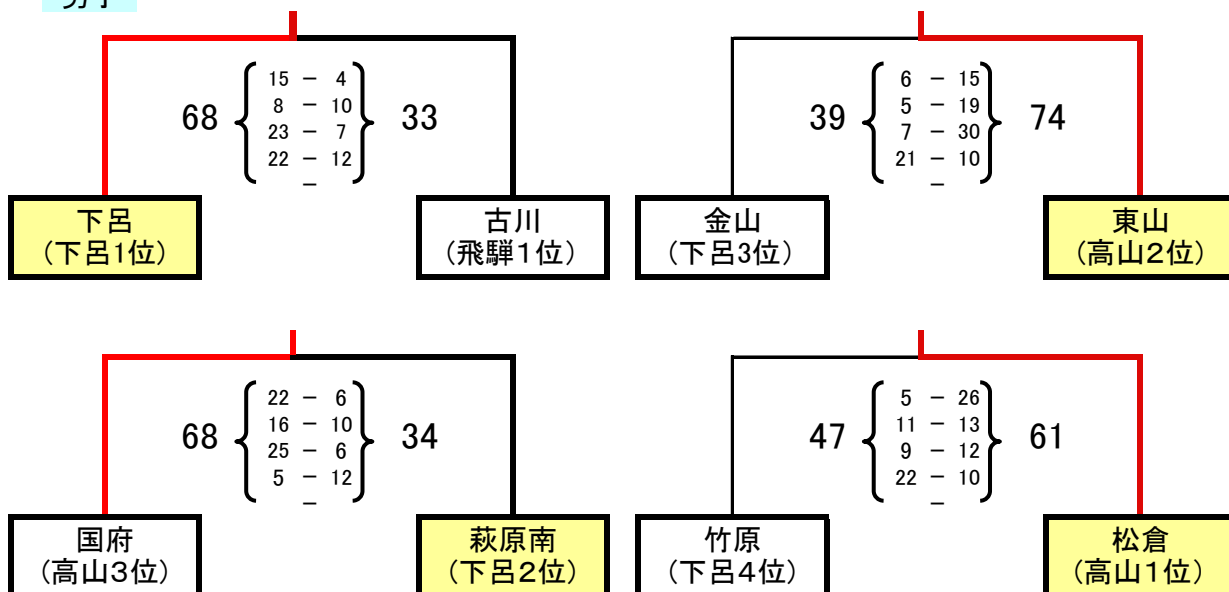 男子
15 － 4
8 － 10
68 33
23 － 7
22 － 12
－
下呂
(下呂1位)
古川
(飛騨１位)
6 － 15
5 － 19
39 74
7 － 30
21 － 10
－
金山
(下呂3位)
東山
(高山２位)
22 － 6
16 － 10
68 34
25 － 6
5 － 12
－
国府
(高山３位)
萩原南
(下呂２位)
5 － 26
11 － 13
47 61
9 － 12
22 － 10
－
竹原
(下呂４位)
松倉
(高山１位)